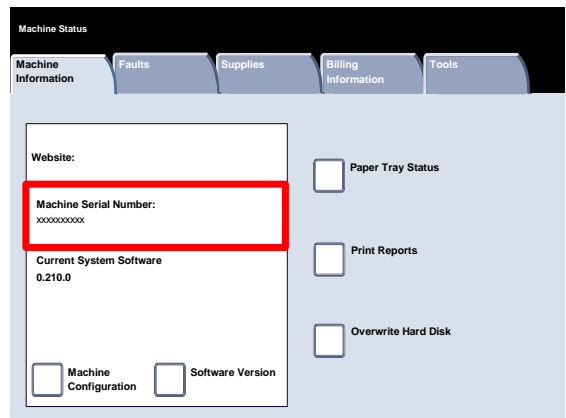 Machine Status
Machine
Information
Faults
Supplies
Billing
Information
Tools
Website:
Machine Serial Number:
xxxxxxxxxx
Current System Software
0.210.0
Machine
Configuration
Software Version
Paper Tray Status
Print Reports
Overwrite Hard Disk